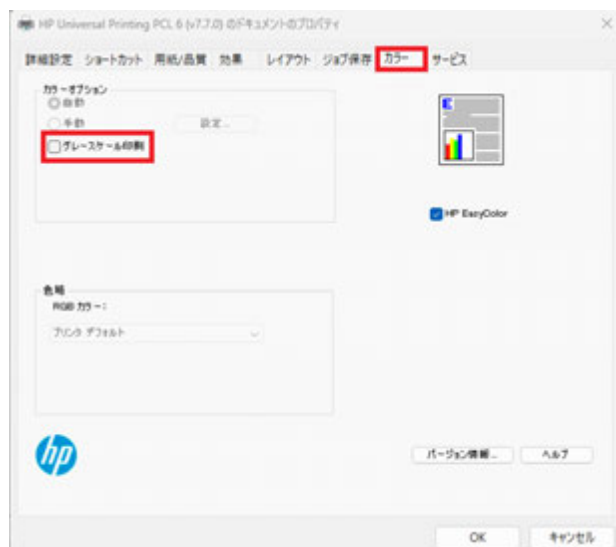 HP Universal Printing PCL 6 (v7.7.0) のドキュメントのプロパティ
詳細設定 ショートカット 用紙/品質 効果 レイアウト ジョブ保存 カラー サービス
カラーオプション
自動
手動
設定...
グレースケール印刷
HP EasyColor
色域
RGB カラー:
プリンタ デフォルト
hp
バージョン情報...
ヘルプ
OK
キャンセル